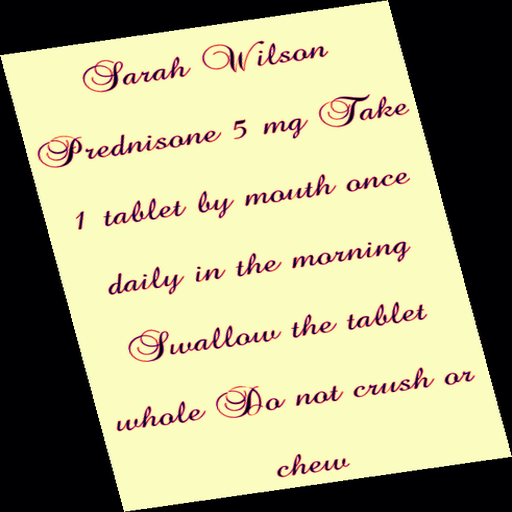 Sarah Wilson
Prednisone 5 mg Take
1 tablet by mouth once
daily in the morning
Swallow the tablet
whole Do not crush or
chew